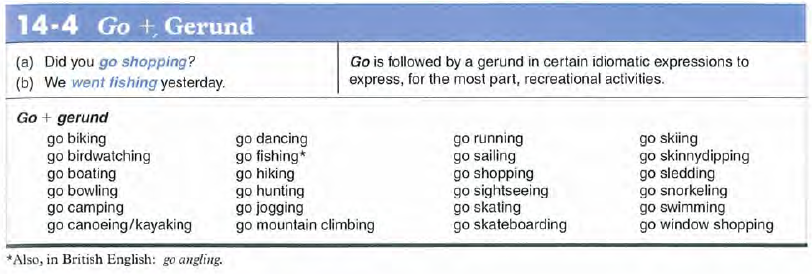 14-4 Go + Gerund
(a) Did you go shopping?
(b) We went fishing yesterday.
Go is followed by a gerund in certain idiomatic expressions to
express, for the most part, recreational activities.
Go + gerund
go biking go dancing go running go skiing
go birdwatching go fishing* go sailing go skinnydipping
go boating go hiking go shopping go sledding
go bowling go hunting go sightseeing go snorkeling
go camping go jogging go skating go swimming
go canoeing/kayaking go mountain climbing go skateboarding go window shopping
*Also, in British English: go angling.